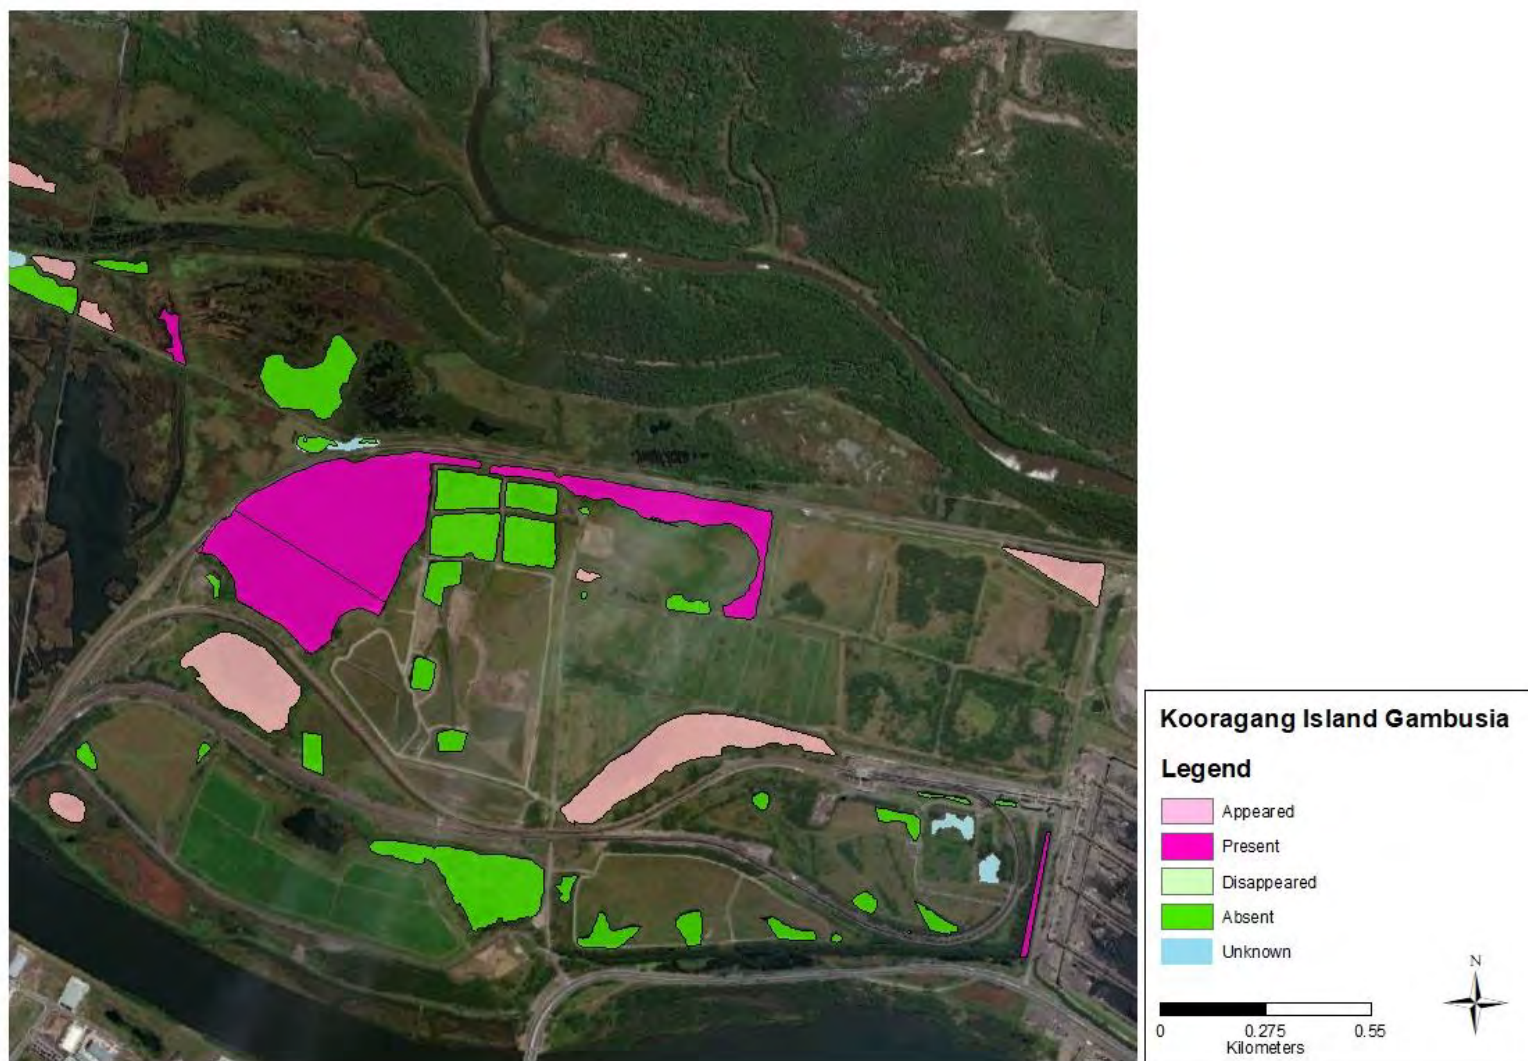 Kooragang Island Gambusia
Legend
Appeared
Present
Disappeared
Absent
Unknown
N
0 0.275 0.55
Kilometers